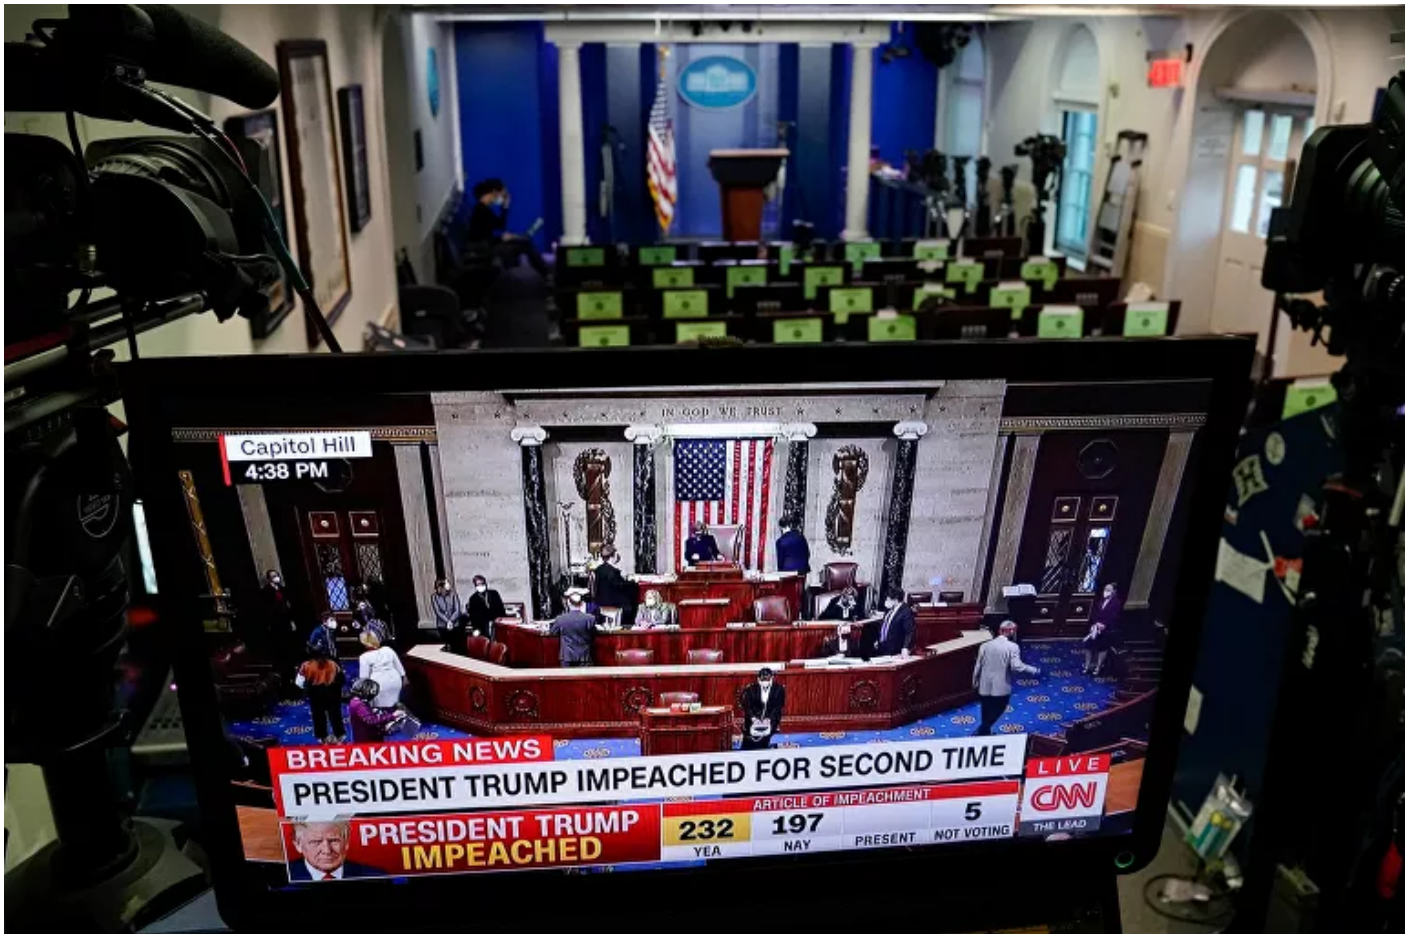 EXIT
IN GOD WE TRUST
Capitol Hill
4:38 PM
BREAKING NEWS
PRESIDENT TRUMP IMPEACHED FOR SECOND TIME
LIVE
CNN
THE LEAD
PRESIDENT TRUMP
IMPEACHED
ARTICLE OF IMPEACHMENT
232
197
5
YEA
NAY
PRESENT
NOT VOTING